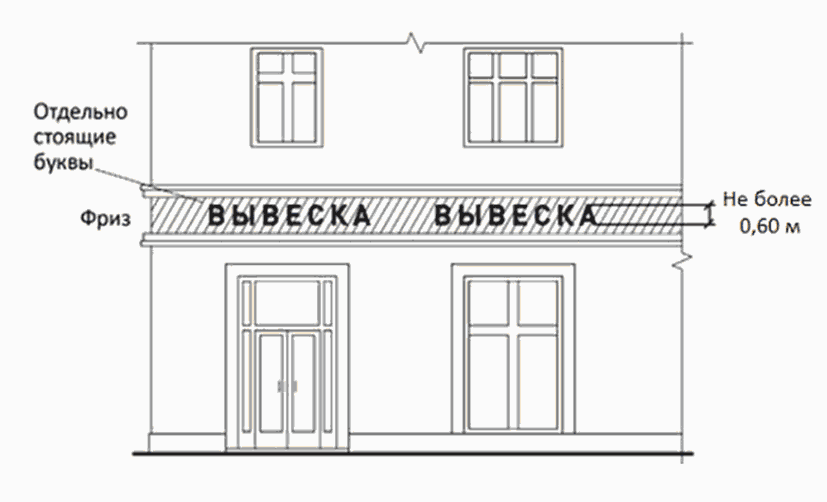 Отдельно
стоящие
буквы
Фриз
ВЫВЕСКА ВЫВЕСКА
Не более
0,60 м